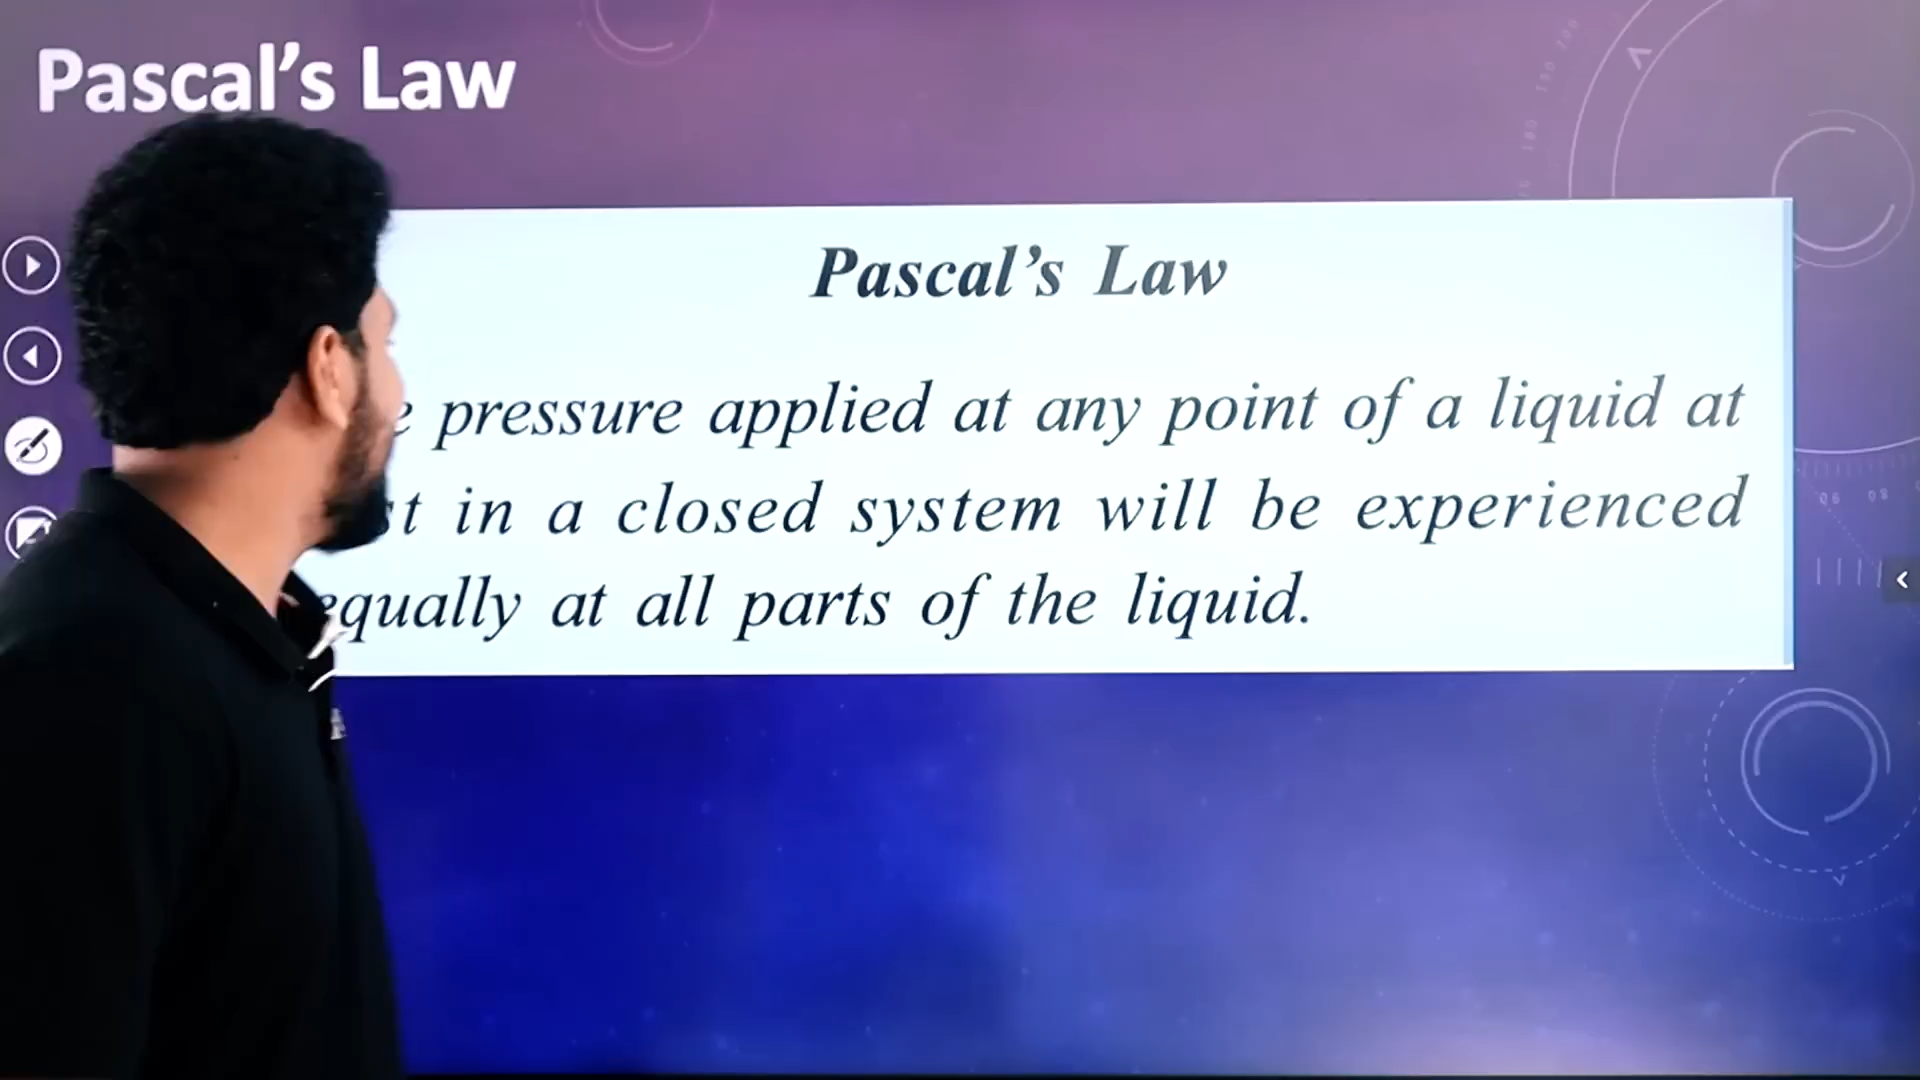 Pascal's Law
Pascal's Law
pressure applied at any point of a liquid at
in a closed system will be experienced
equally at all parts of the liquid.